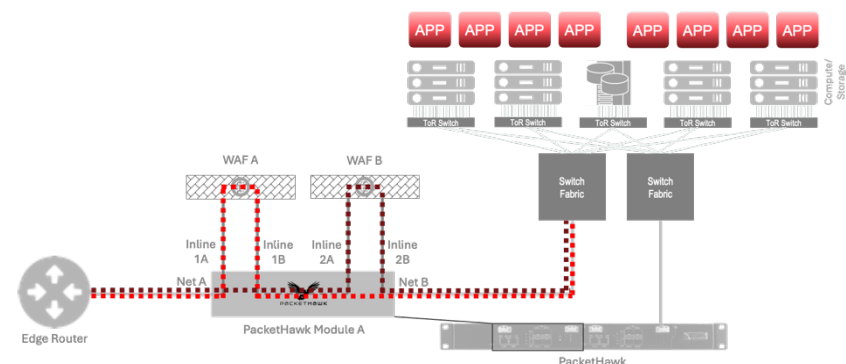 APP APP APP APP APP APP APP APP
Compute/
Storage
ToR Switch ToR Switch ToR Switch ToR Switch ToR Switch
WAF A WAF B
Switch
Fabric
Switch
Fabric
Inline
1A
Inline
1B
Inline
2A
Inline
2B
Net A Net B
PACKETHAWK
Edge Router
PacketHawk Module A
PacketHawk